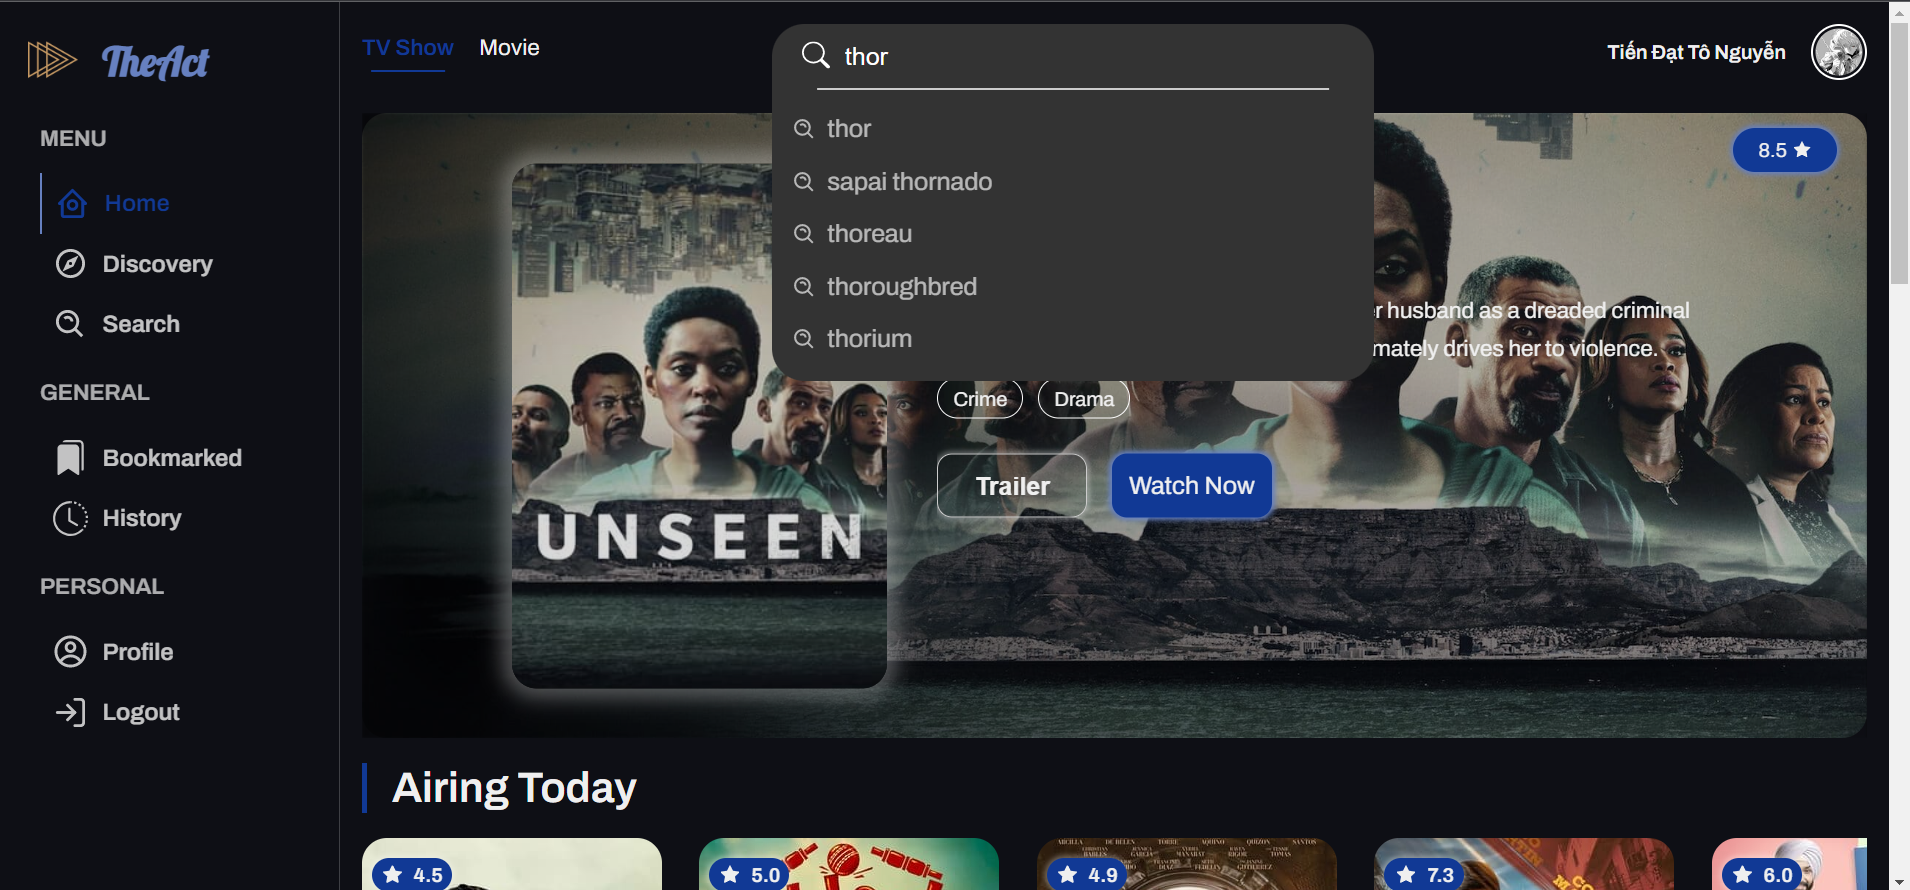 TheAct
TV Show
Movie
thor
Tiến Đạt Tô Nguyễn
MENU
Home
Discovery
Search
GENERAL
Bookmarked
History
PERSONAL
Profile
Logout
thor
sapai thornado
thoreau
thoroughbred
thorium
8.5
er husband as a dreaded criminal
mately drives her to violence.
Crime
Drama
Trailer
Watch Now
UNSEEN
Airing Today
4.5
5.0
4.9
7.3
6.0